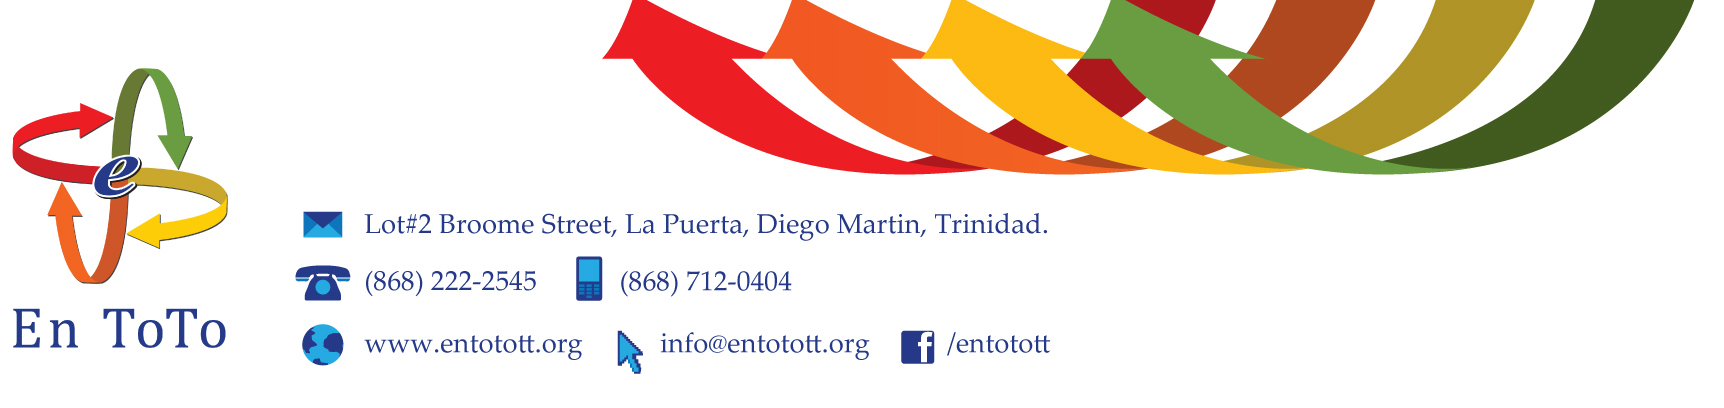 e
En ToTo
Lot#2 Broome Street, La Puerta, Diego Martin, Trinidad.
(868) 222-2545 (868) 712-0404
www.entotott.org info@entotott.org f /entotott